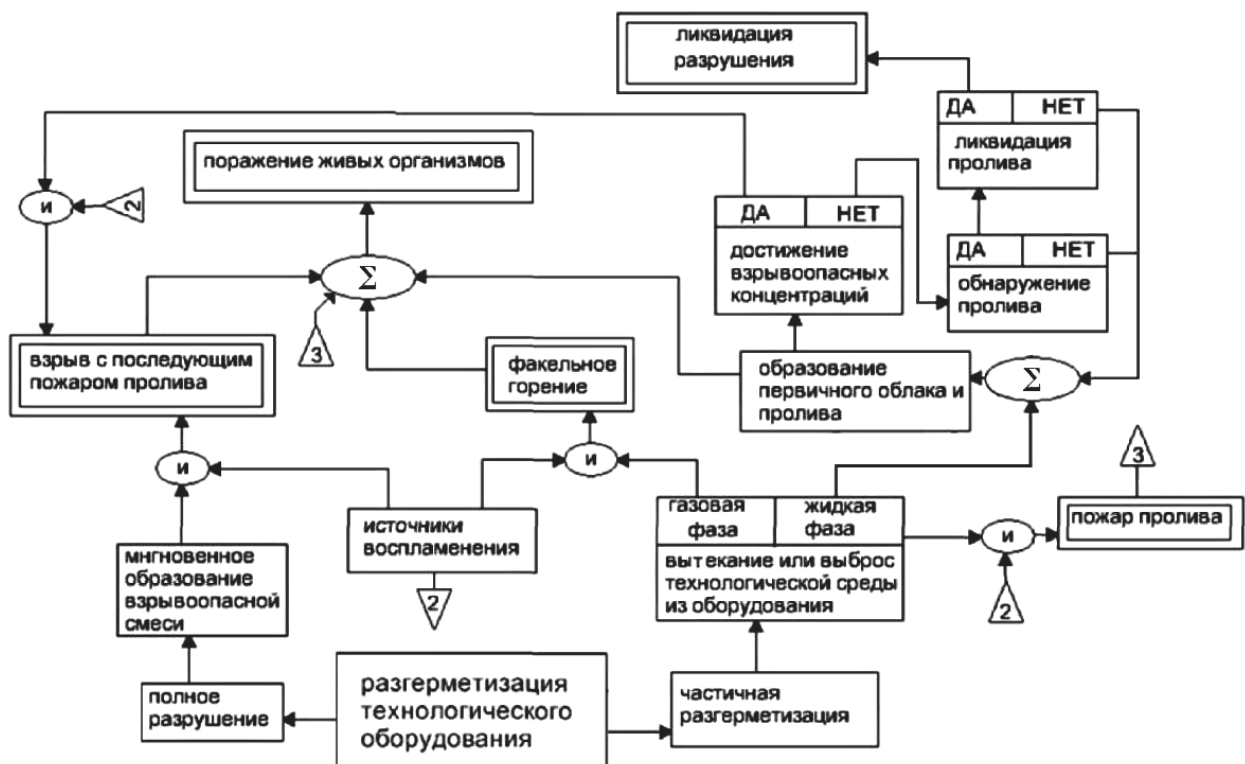 ликвидация
разрушения
ДА НЕТ
ликвидация
пролива
поражение живых организмов
и
2
ДА НЕТ
достижение
взрывоопасных
концентраций
ДА НЕТ
обнаружение
пролива
Σ
3
взрыв с последующим
пожаром пролива
факельное
горение
образование
первичного облака и
пролива
Σ
и
и
3
источники
воспламенения
2
газовая
фаза
жидкая
фаза
вытекание или выброс
технологической среды
из оборудования
и
2
пожар пролива
мнгновенное
образование
взрывоопасной
смеси
полное
разрушение
разгерметизация
технологического
оборудования
частичная
разгерметизация